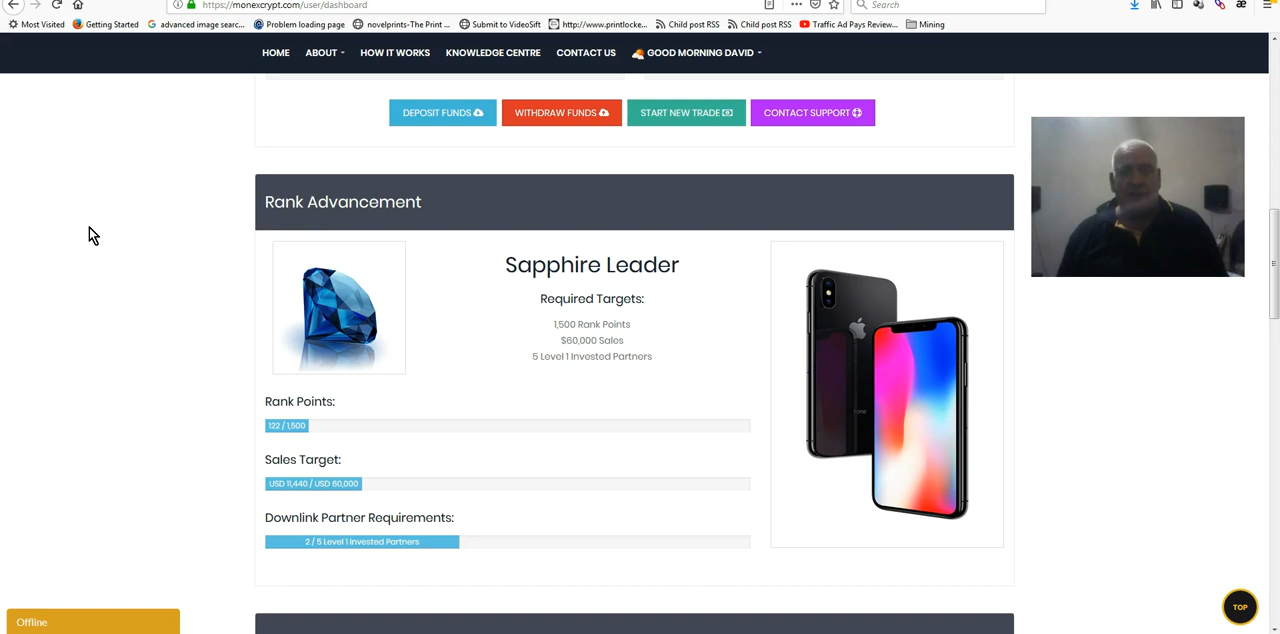 https://monexcrypt.com/user/dashboard
Search
Most Visited Getting Started advanced image searc... Problem loading page novelprints-The Print ... Submit to VideoSift http://www.printlocke... Child post RSS Child post RSS Traffic Ad Pays Review... Mining
HOME ABOUT HOW IT WORKS KNOWLEDGE CENTRE CONTACT US GOOD MORNING DAVID
DEPOSIT FUNDS WITHDRAW FUNDS START NEW TRADE CONTACT SUPPORT
Rank Advancement
Sapphire Leader
Required Targets:
1,500 Rank Points
$60,000 Sales
5 Level 1 Invested Partners
Rank Points:
122 / 1,500
Sales Target:
USD 11,440 / USD 60,000
Downlink Partner Requirements:
2 / 5 Level 1 Invested Partners
Offline
TOP